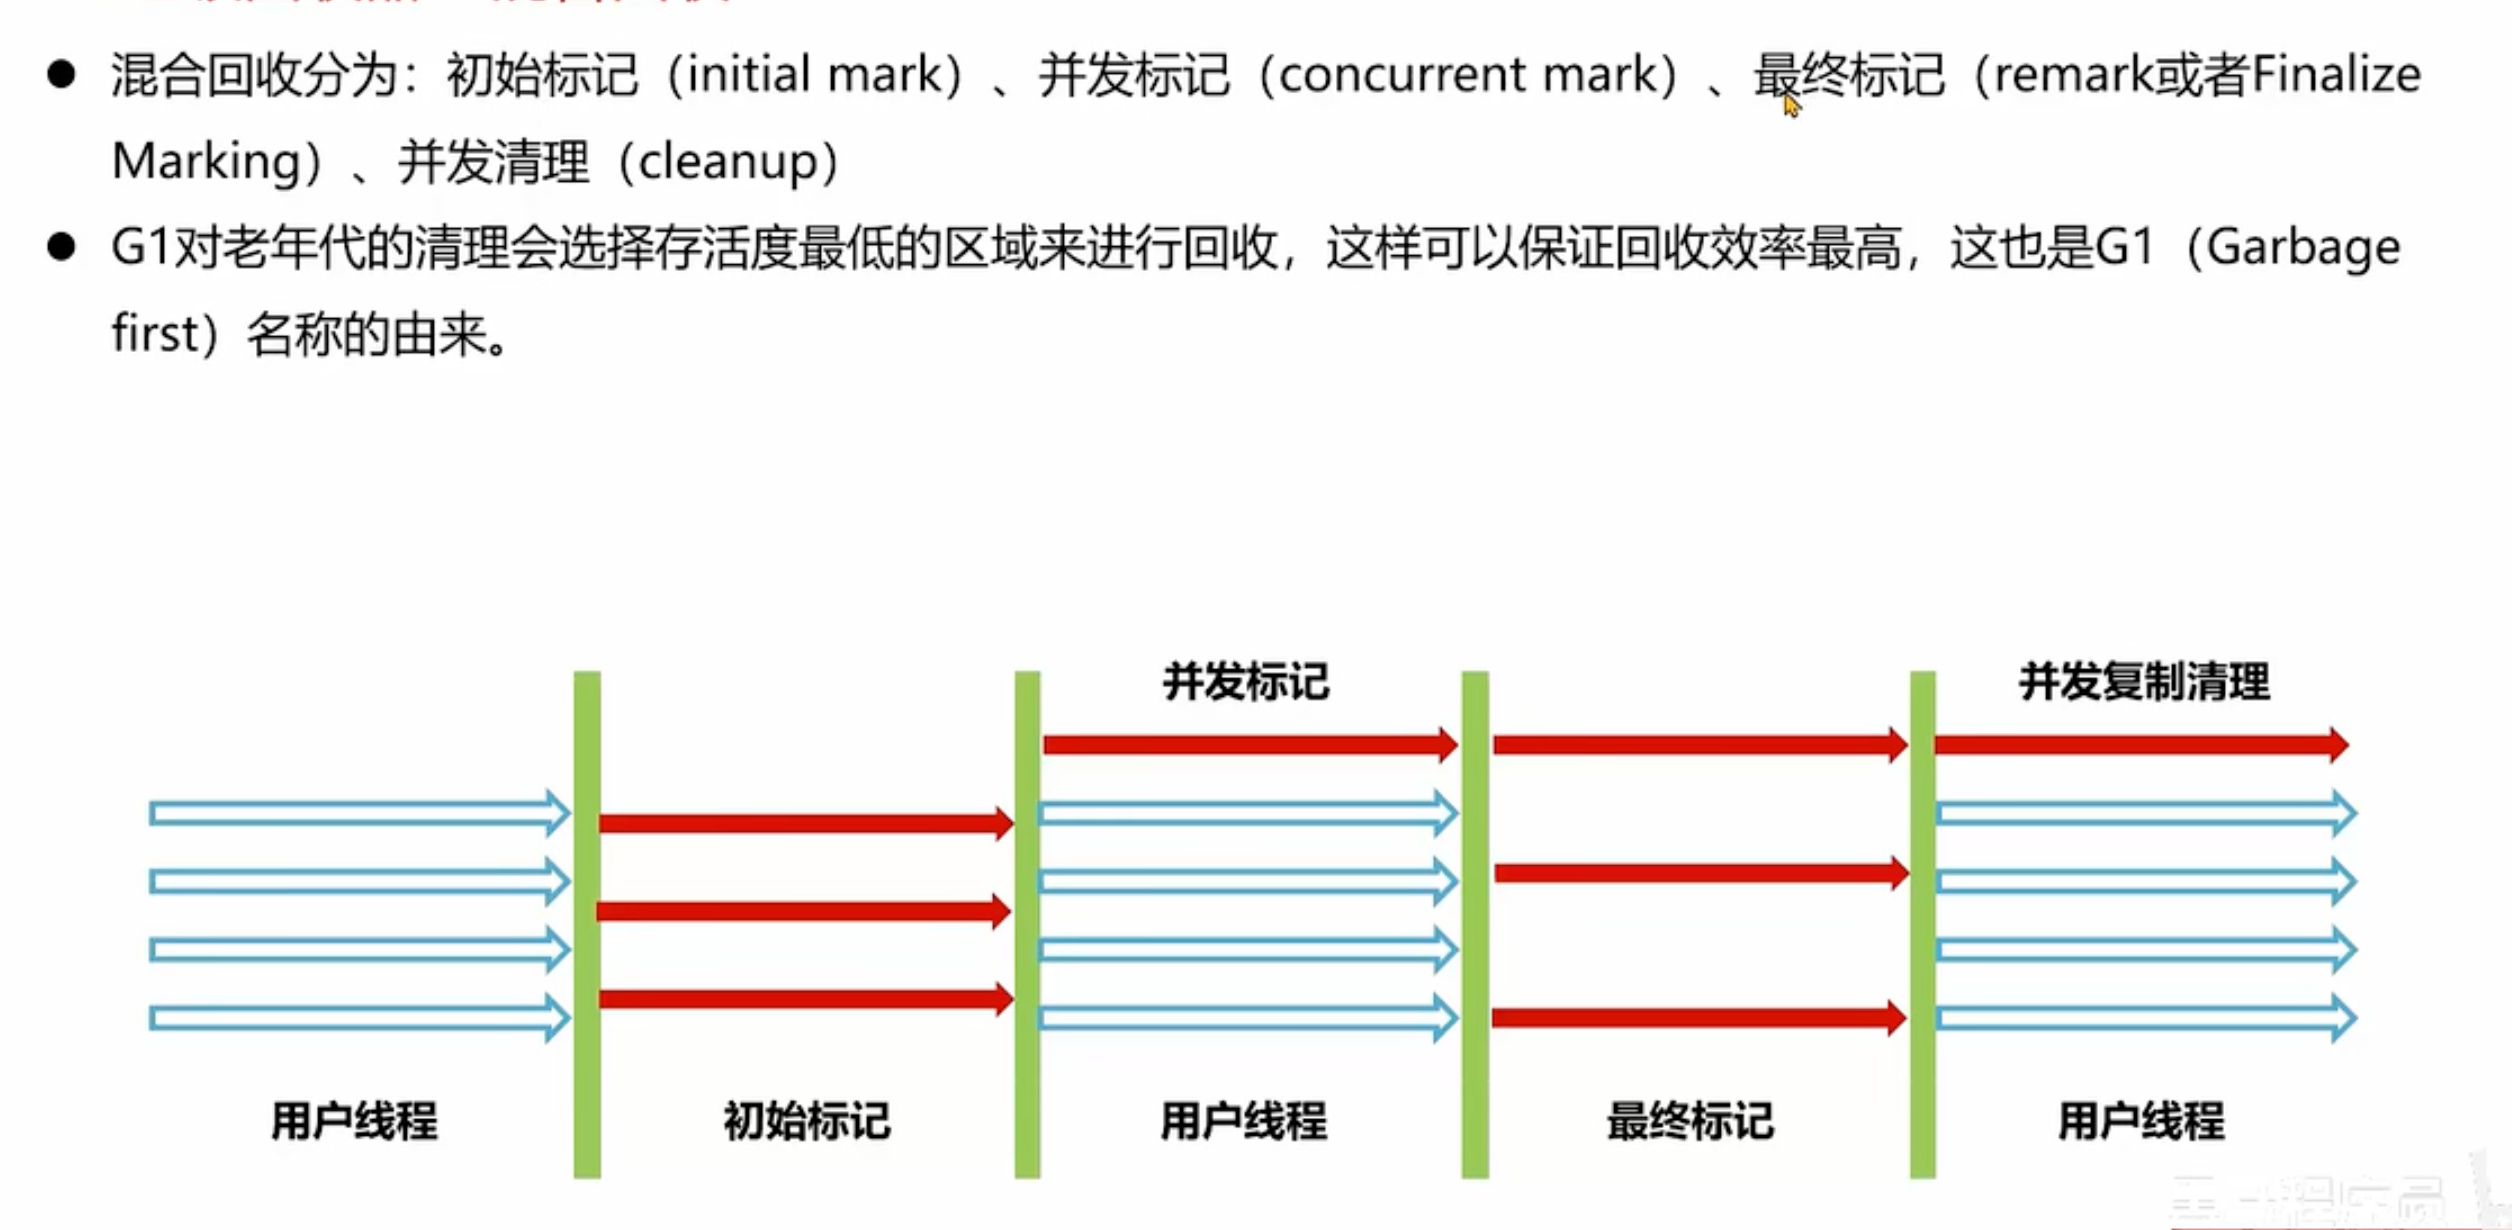 ● 混合回收分为：初始标记（initial mark）、并发标记（concurrent mark）、最终标记（remark或者Finalize
Marking）、并发清理（cleanup）
● G1对老年代的清理会选择存活度最低的区域来进行回收，这样可以保证回收效率最高，这也是G1（Garbage
first）名称的由来。
并发标记
并发复制清理
用户线程
初始标记
用户线程
最终标记
用户线程